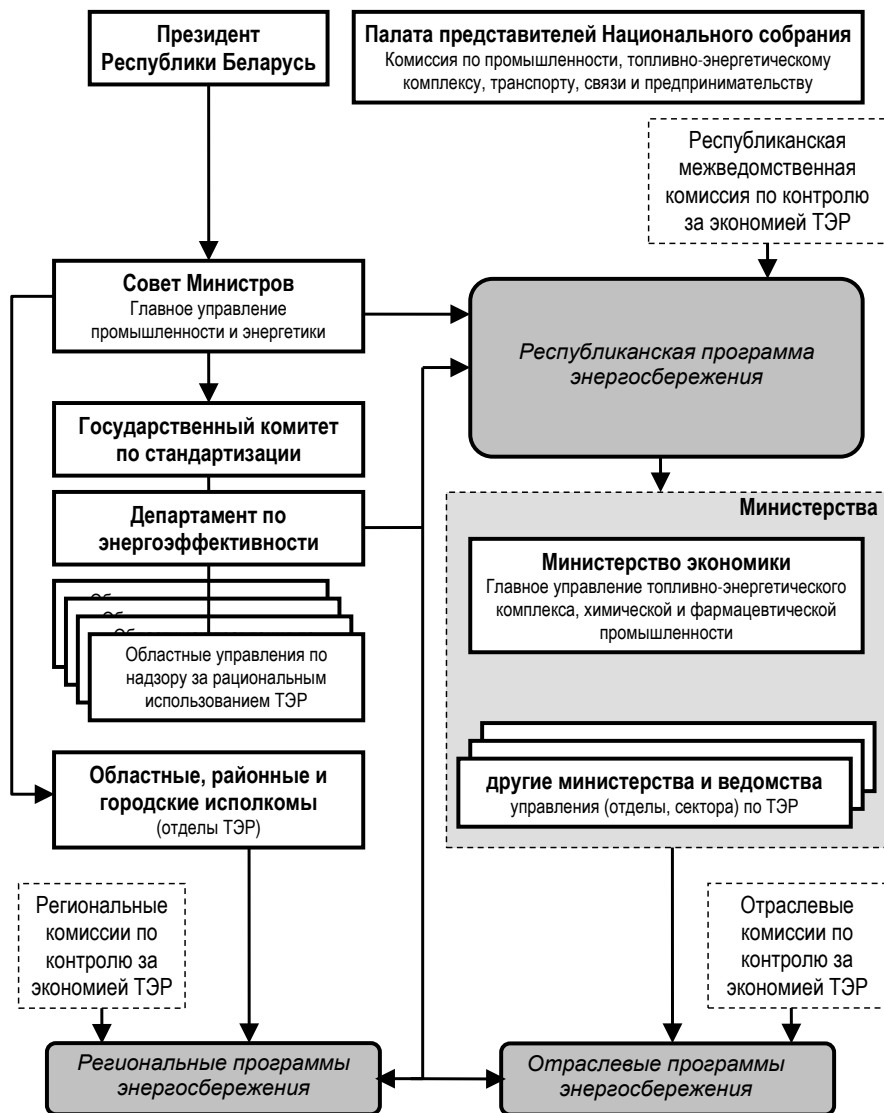 Президент
Республики Беларусь
Палата представителей Национального собрания
Комиссия по промышленности, топливно-энергетическому
комплексу, транспорту, связи и предпринимательству
Республиканская
межведомственная
комиссия по контролю
за экономией ТЭР
Совет Министров
Главное управление
промышленности и энергетики
Республиканская программа
энергосбережения
Государственный комитет
по стандартизации
Департамент по
энергоэффективности
Министерства
Министерство экономики
Главное управление топливно-энергетического
комплекса, химической и фармацевтической
промышленности
Областные управления по
надзору за рациональным
использованием ТЭР
Областные, районные и
городские исполкомы
(отделы ТЭР)
другие министерства и ведомства
управления (отделы, сектора) по ТЭР
Региональные
комиссии по
контролю за
экономией ТЭР
Отраслевые
комиссии по
контролю за
экономией ТЭР
Региональные программы
энергосбережения
Отраслевые программы
энергосбережения